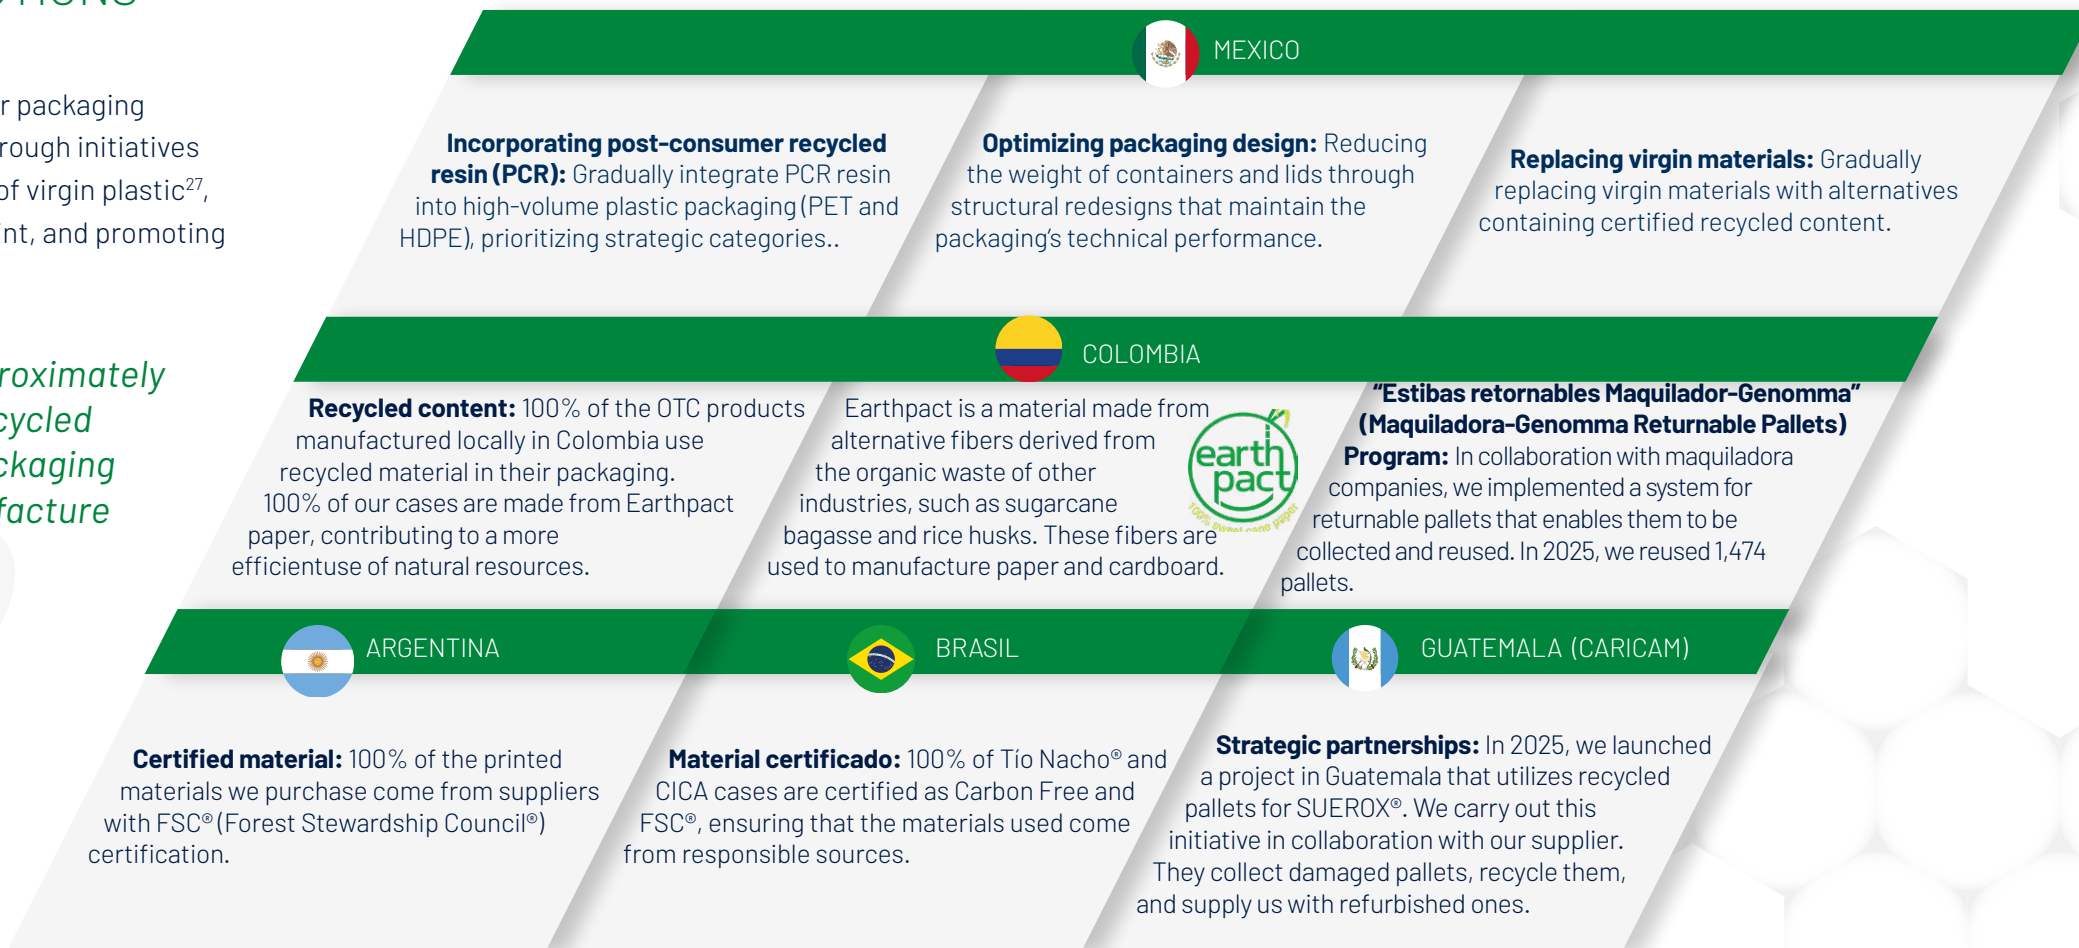 r packaging
rough initiatives
of virgin plastic27,
int, and promoting
roximately
cycled
ckaging
facture
MEXICO
Incorporating post-consumer recycled
resin (PCR): Gradually integrate PCR resin
into high-volume plastic packaging (PET and
HDPE), prioritizing strategic categories..
Optimizing packaging design: Reducing
the weight of containers and lids through
structural redesigns that maintain the
packaging's technical performance.
Replacing virgin materials: Gradually
replacing virgin materials with alternatives
containing certified recycled content.
COLOMBIA
Recycled content: 100% of the OTC products
manufactured locally in Colombia use
recycled material in their packaging.
100% of our cases are made from Earthpact
paper, contributing to a more
efficientuse of natural resources.
Earthpact is a material made from
alternative fibers derived from
the organic waste of other
industries, such as sugarcane
bagasse and rice husks. These fibers are
used to manufacture paper and cardboard.
earth
pact
100% sweet cane paper
“Estibas retornables Maquilador-Genomma”
(Maquiladora-Genomma Returnable Pallets)
Program: In collaboration with maquiladora
companies, we implemented a system for
returnable pallets that enables them to be
collected and reused. In 2025, we reused 1,474
pallets.
ARGENTINA
Certified material: 100% of the printed
materials we purchase come from suppliers
with FSC® (Forest Stewardship Council®)
certification.
BRASIL
Material certificado: 100% of Tío Nacho® and
CICA cases are certified as Carbon Free and
FSC®, ensuring that the materials used come
from responsible sources.
GUATEMALA (CARICAM)
Strategic partnerships: In 2025, we launched
a project in Guatemala that utilizes recycled
pallets for SUEROX®. We carry out this
initiative in collaboration with our supplier.
They collect damaged pallets, recycle them,
and supply us with refurbished ones.